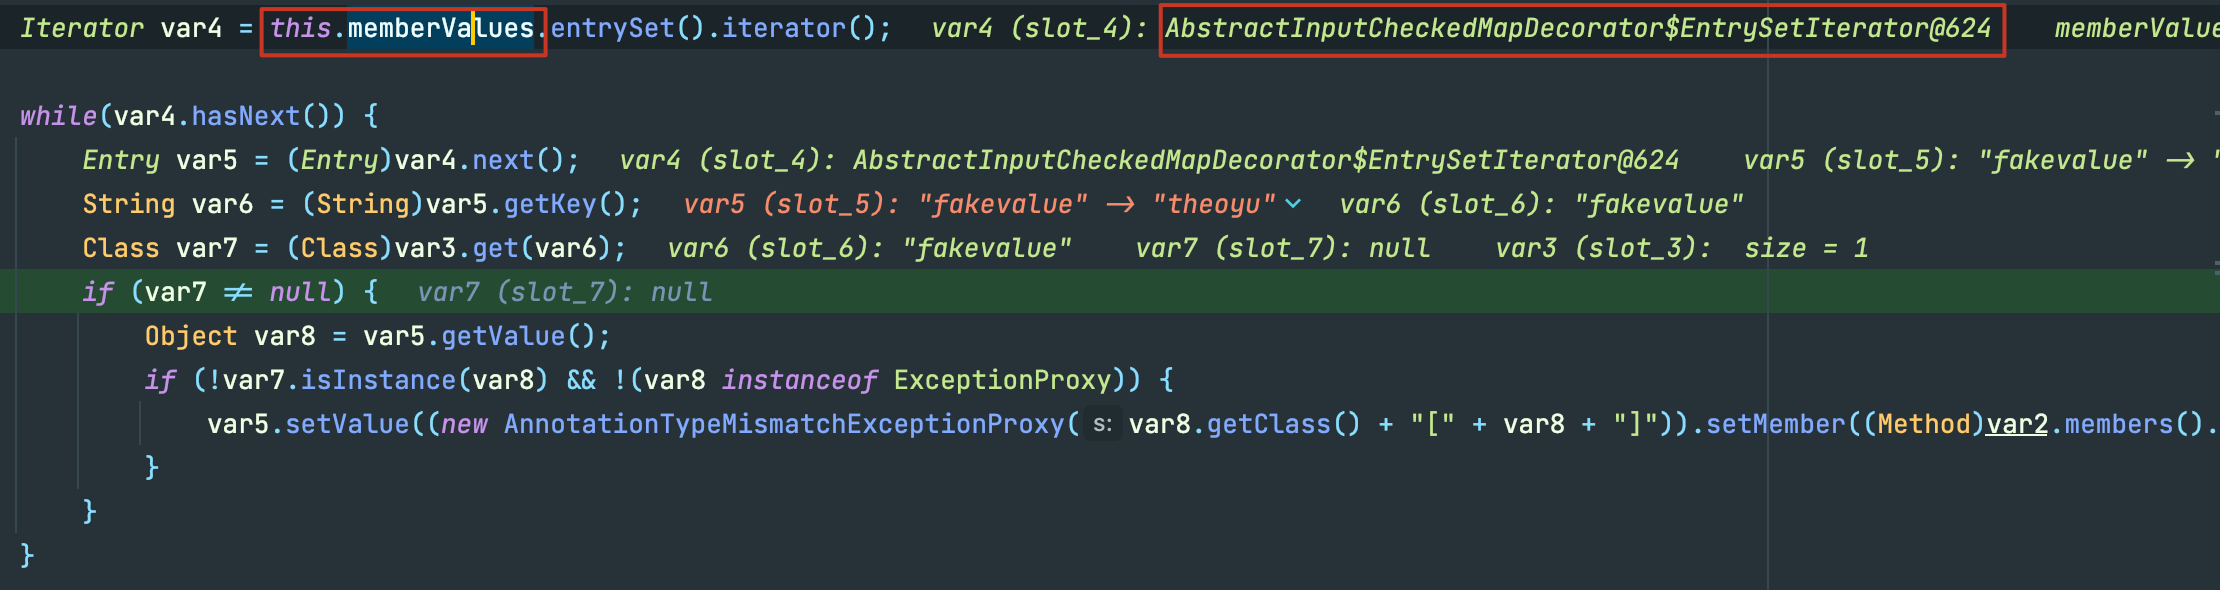 Iterator var4 = this.memberValues.entrySet().iterator();   var4 (slot_4): AbstractInputCheckedMapDecorator$EntrySetIterator@624   memberValue
while(var4.hasNext()) {
Entry var5 = (Entry)var4.next();   var4 (slot_4): AbstractInputCheckedMapDecorator$EntrySetIterator@624   var5 (slot_5): "fakevalue" -> "
String var6 = (String)var5.getKey();   var5 (slot_5): "fakevalue" -> "theoyu"   var6 (slot_6): "fakevalue"
Class var7 = (Class)var3.get(var6);   var6 (slot_6): "fakevalue"   var7 (slot_7): null   var3 (slot_3):  size = 1
if (var7 != null) {   var7 (slot_7): null
Object var8 = var5.getValue();
if (!var7.isInstance(var8) && !(var8 instanceof ExceptionProxy)) {
var5.setValue((new AnnotationTypeMismatchExceptionProxy( s: var8.getClass() + "[" + var8 + "]")).setMember((Method)var2.members().
}
}
}